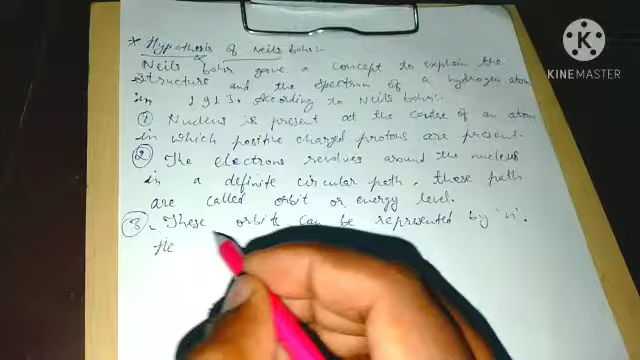 * Hypothesis of Neils bohr:-
Neils bohr gave a concept to explain the
structure and the spectrum of a hydrogen atom
in 1913. According to Neils bohr:-
① Nucleus is present at the centre of an atom
in which positive charged protons are present.
② The electrons revolves around the nucleus
in a definite circular path, these path
are called orbit or energy level.
③. These orbits can be represented by 'n'.
KINEMASTER